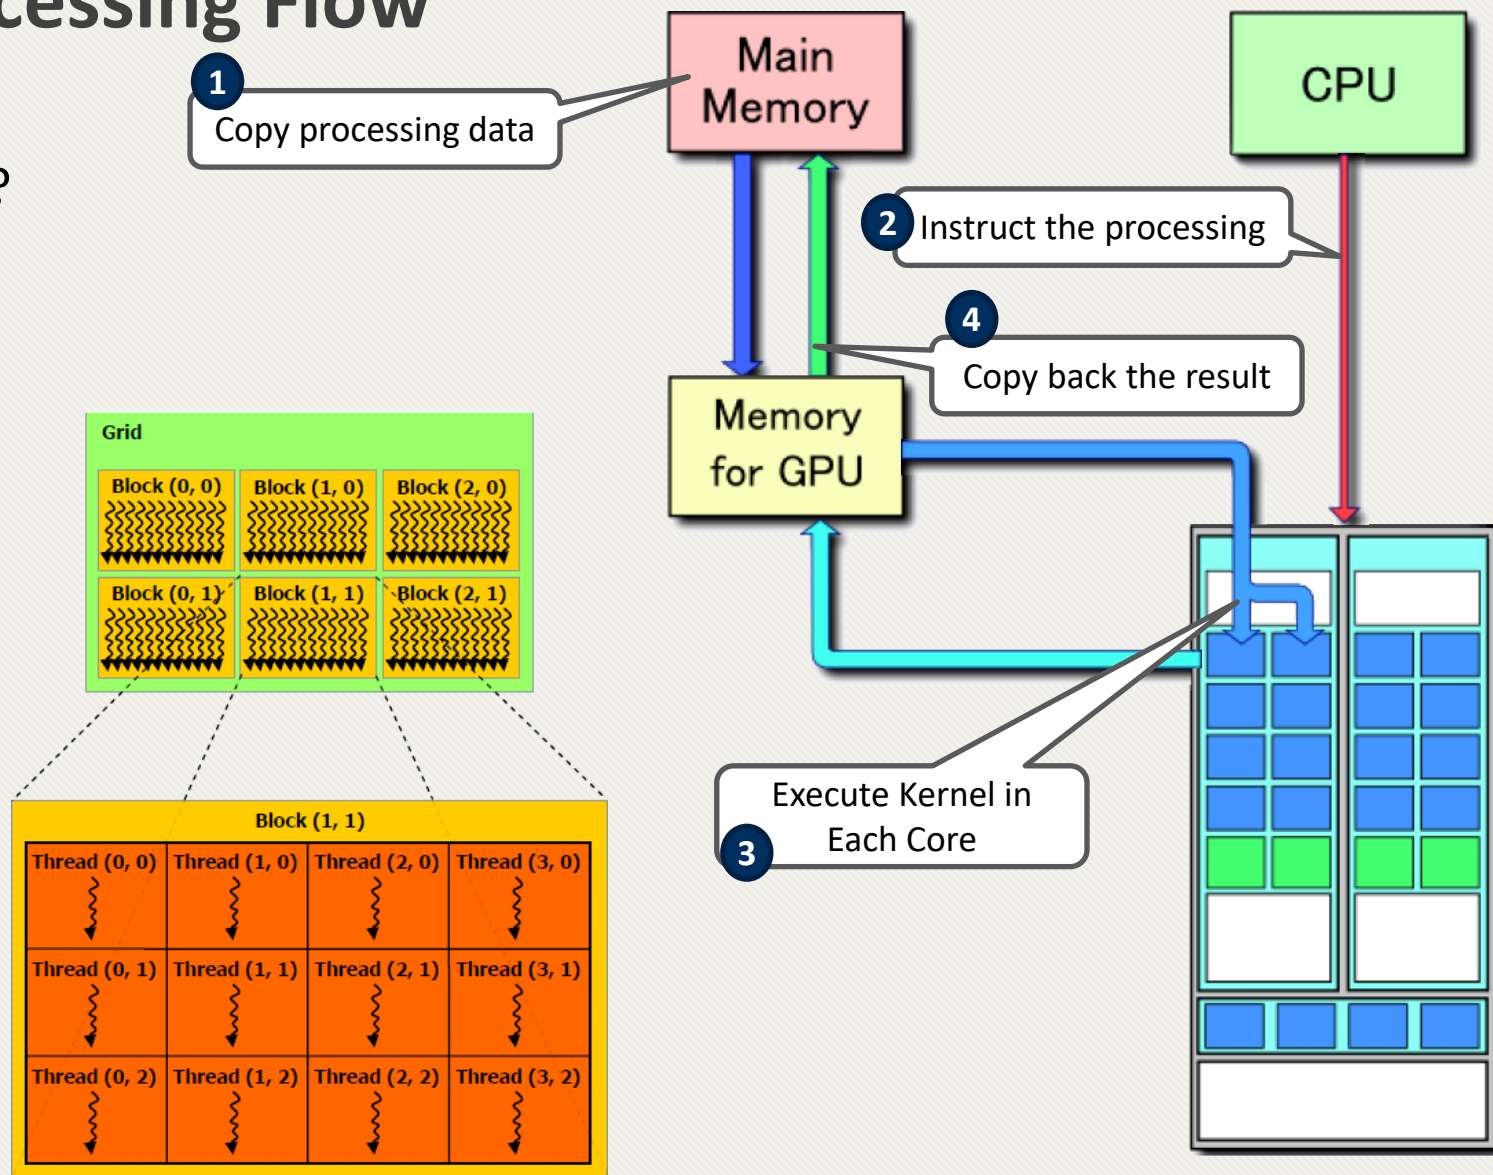 cessing Flow
?
1
Copy processing data
Main
Memory
CPU
2 Instruct the processing
4
Copy back the result
Memory
for GPU
Execute Kernel in
Each Core
3
Grid
Block (0, 0) Block (1, 0) Block (2, 0)
Block (0, 1) Block (1, 1) Block (2, 1)
Block (1, 1)
Thread (0, 0) Thread (1, 0) Thread (2, 0) Thread (3, 0)
Thread (0, 1) Thread (1, 1) Thread (2, 1) Thread (3, 1)
Thread (0, 2) Thread (1, 2) Thread (2, 2) Thread (3, 2)